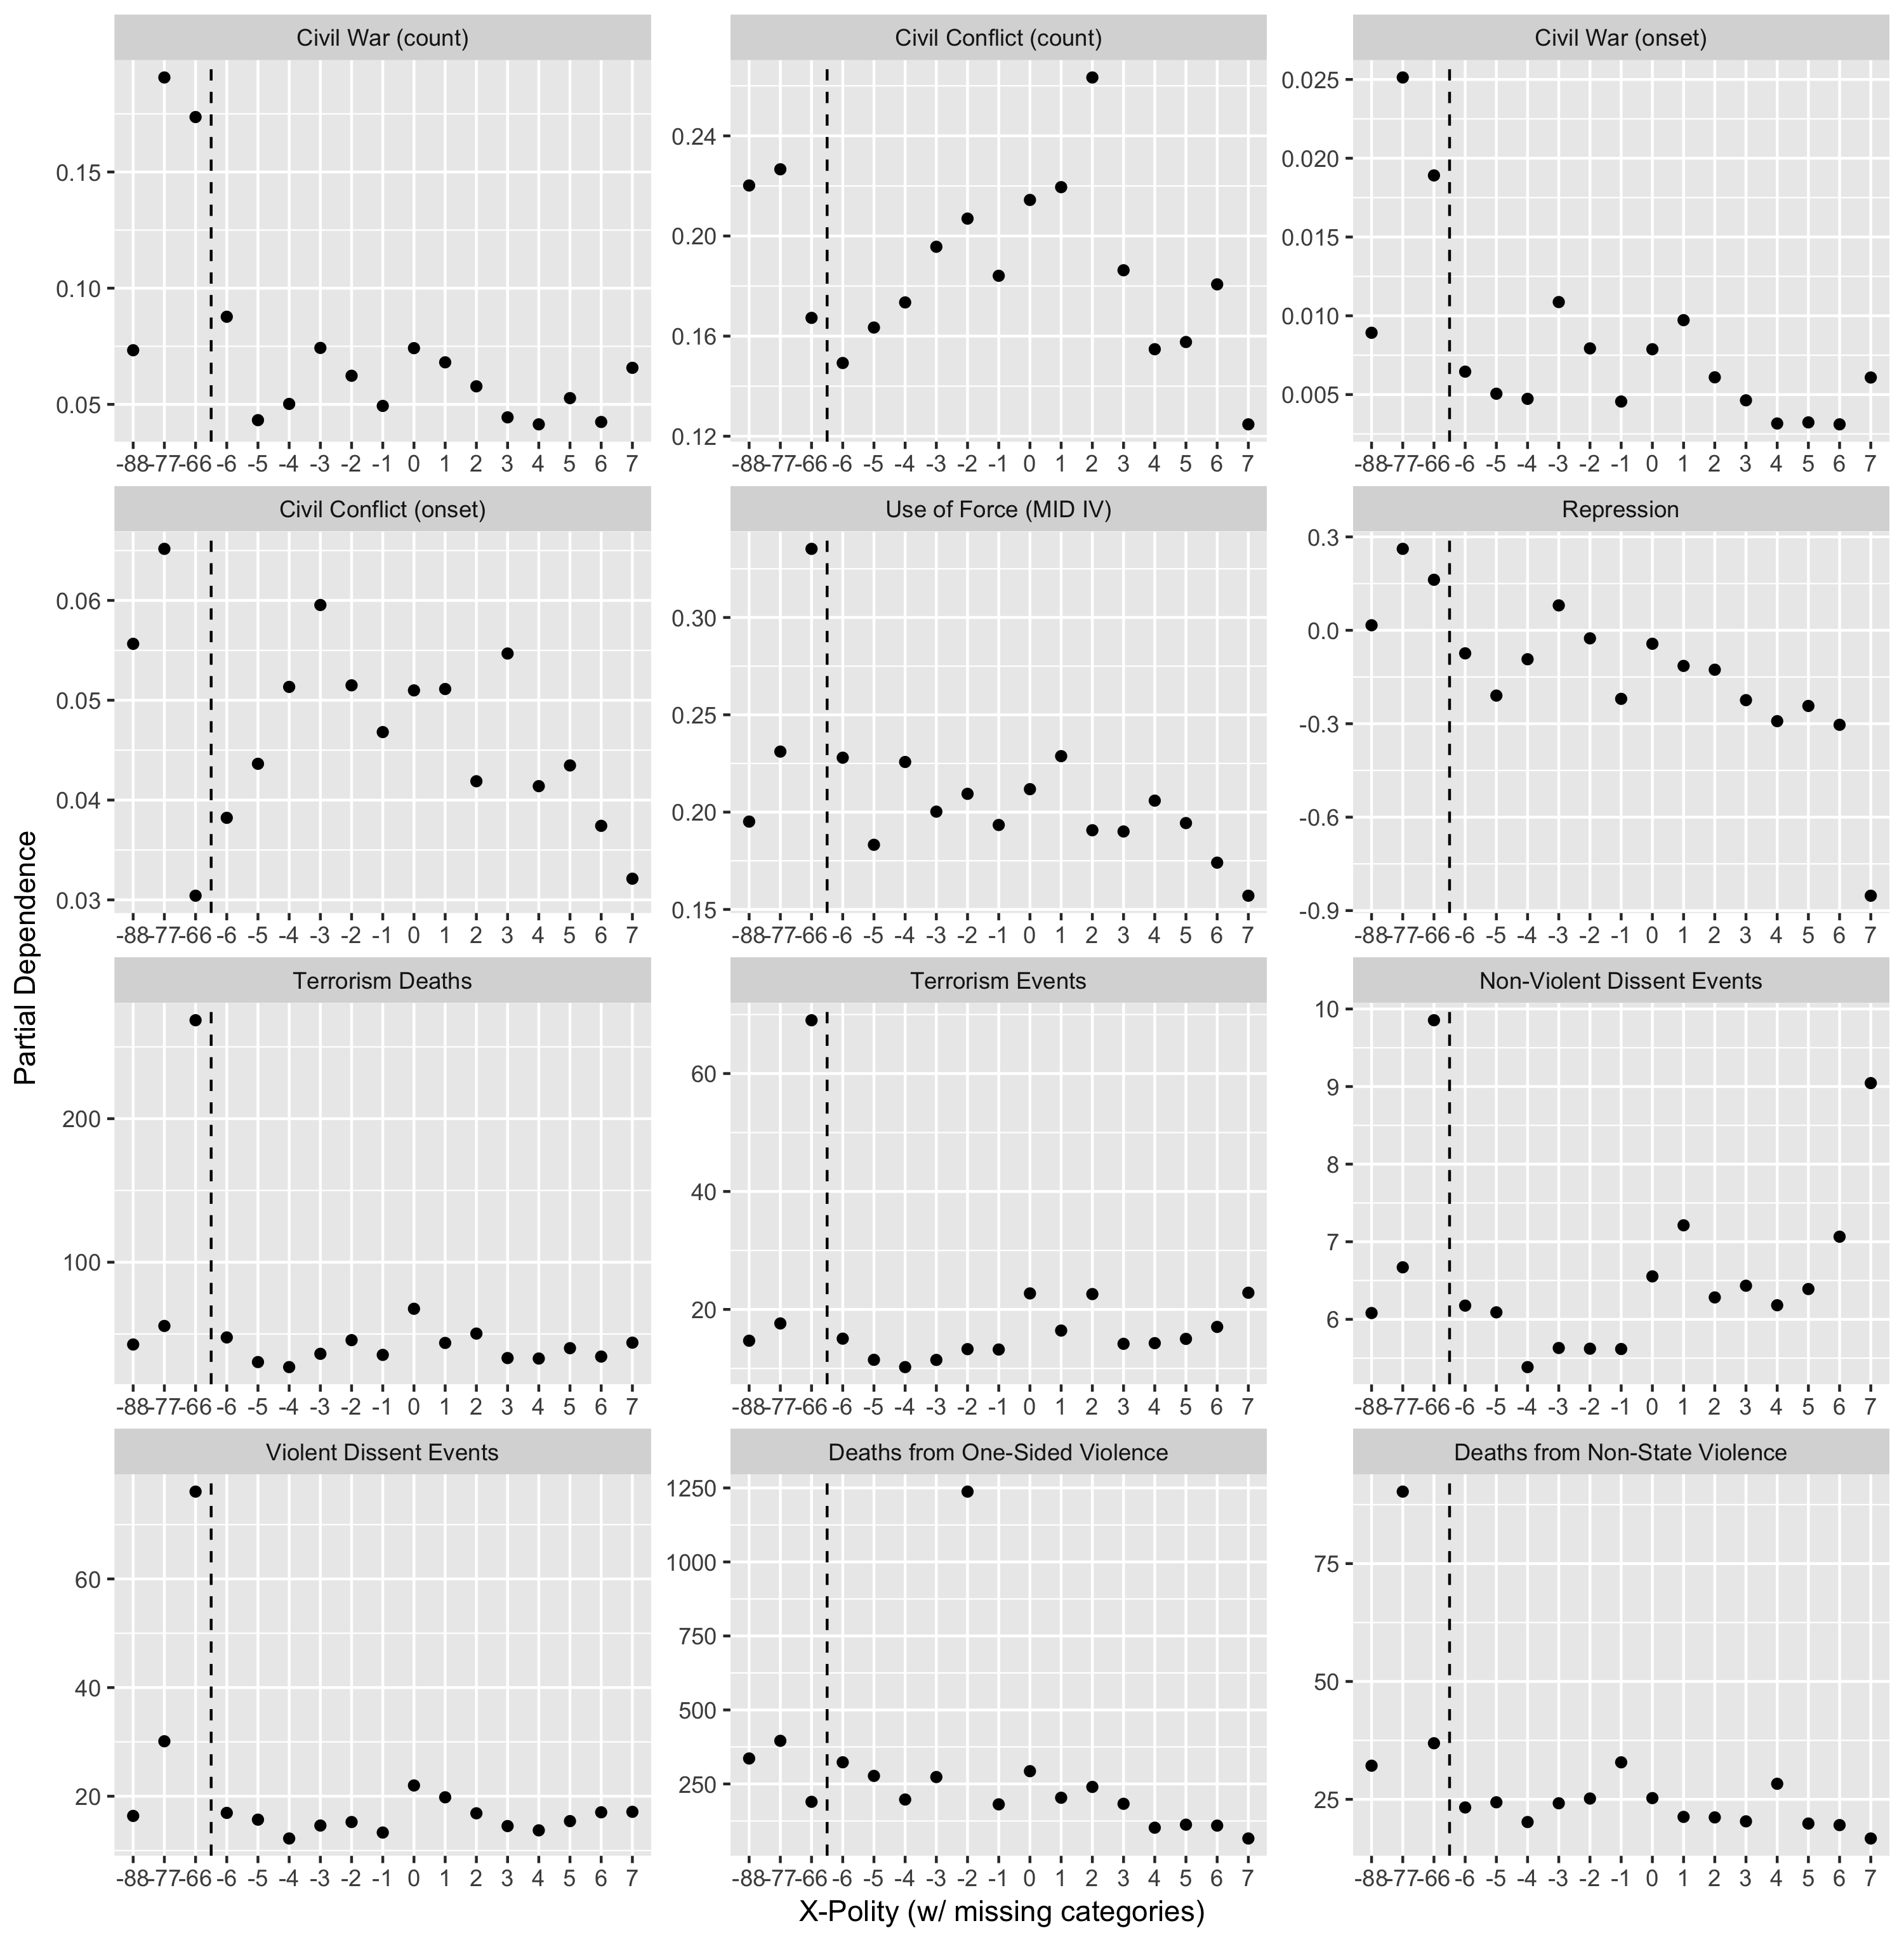 Civil War (count)
0.15
0.10
0.05
-88 -77 -66 -6 -5 -4 -3 -2 -1 0 1 2 3 4 5 6 7
Civil Conflict (count)
0.24
0.20
0.16
0.12
-88 -77 -66 -6 -5 -4 -3 -2 -1 0 1 2 3 4 5 6 7
Civil War (onset)
0.025
0.020
0.015
0.010
0.005
-88 -77 -66 -6 -5 -4 -3 -2 -1 0 1 2 3 4 5 6 7
Civil Conflict (onset)
0.06
0.05
0.04
0.03
-88 -77 -66 -6 -5 -4 -3 -2 -1 0 1 2 3 4 5 6 7
Use of Force (MID IV)
0.30
0.25
0.20
0.15
-88 -77 -66 -6 -5 -4 -3 -2 -1 0 1 2 3 4 5 6 7
Repression
0.3
0.0
-0.3
-0.6
-0.9
-88 -77 -66 -6 -5 -4 -3 -2 -1 0 1 2 3 4 5 6 7
Partial Dependence
Terrorism Deaths
200
100
-88 -77 -66 -6 -5 -4 -3 -2 -1 0 1 2 3 4 5 6 7
Terrorism Events
60
40
20
-88 -77 -66 -6 -5 -4 -3 -2 -1 0 1 2 3 4 5 6 7
Non-Violent Dissent Events
10
9
8
7
6
-88 -77 -66 -6 -5 -4 -3 -2 -1 0 1 2 3 4 5 6 7
Violent Dissent Events
60
40
20
-88 -77 -66 -6 -5 -4 -3 -2 -1 0 1 2 3 4 5 6 7
Deaths from One-Sided Violence
1250
1000
750
500
250
-88 -77 -66 -6 -5 -4 -3 -2 -1 0 1 2 3 4 5 6 7
Deaths from Non-State Violence
75
50
25
-88 -77 -66 -6 -5 -4 -3 -2 -1 0 1 2 3 4 5 6 7
X-Polity (w/ missing categories)